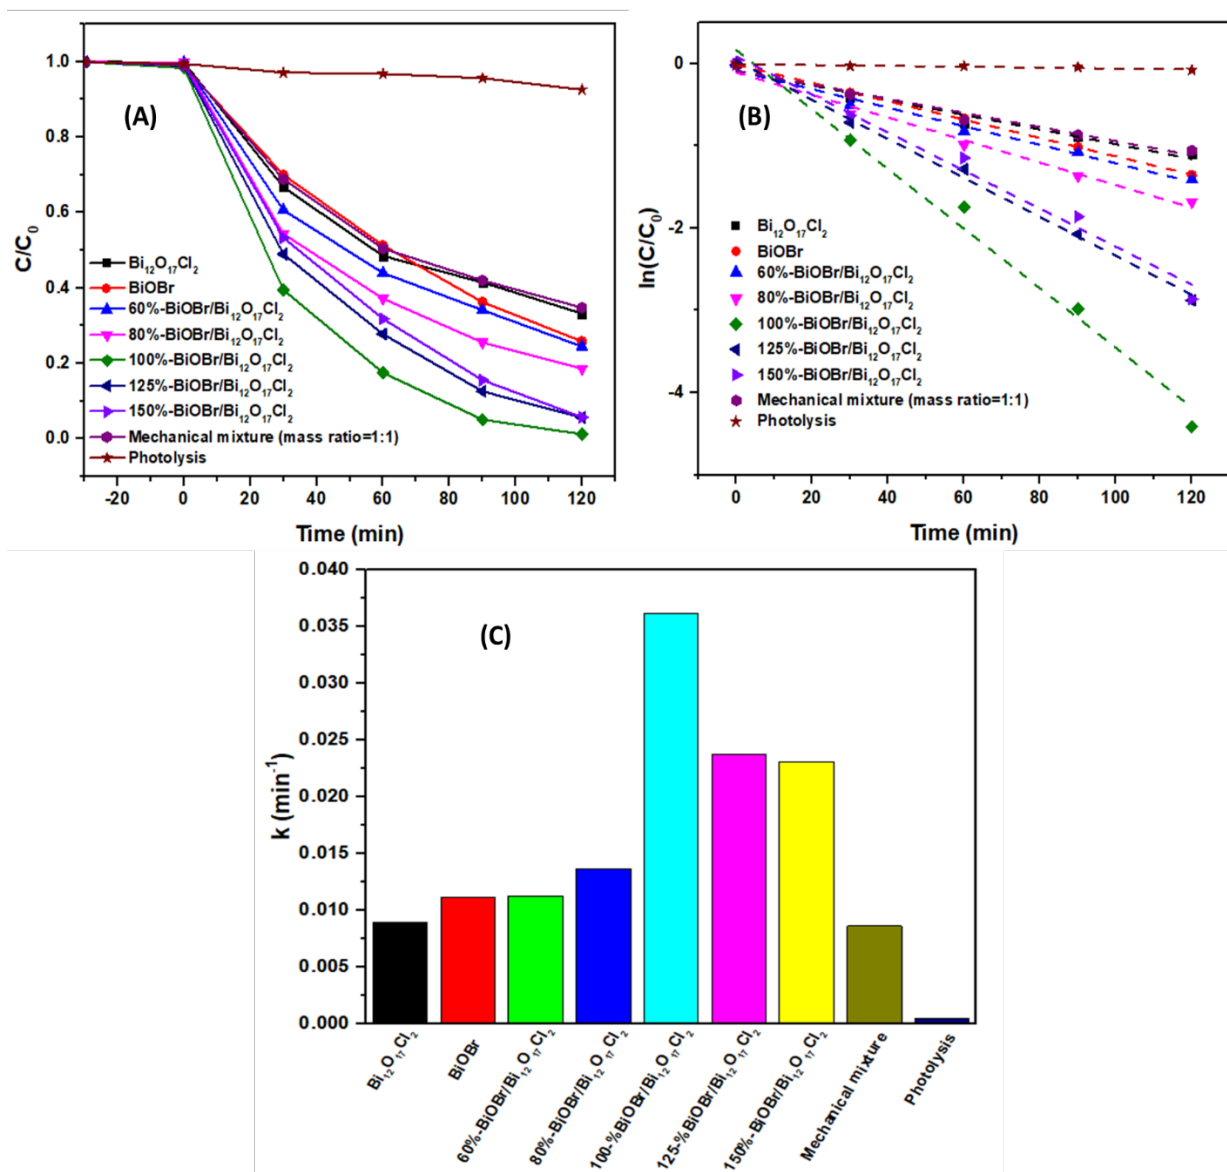 (A)
C/C₀
1.0
0.8
0.6
0.4
0.2
0.0
Bi₁₂O₁₇Cl₂
BiOBr
60%-BiOBr/Bi₁₂O₁₇Cl₂
80%-BiOBr/Bi₁₂O₁₇Cl₂
100%-BiOBr/Bi₁₂O₁₇Cl₂
125%-BiOBr/Bi₁₂O₁₇Cl₂
150%-BiOBr/Bi₁₂O₁₇Cl₂
Mechanical mixture (mass ratio=1:1)
Photolysis
-20 0 20 40 60 80 100 120
Time (min)
(B)
ln(C/C₀)
0
-2
-4
Bi₁₂O₁₇Cl₂
BiOBr
60%-BiOBr/Bi₁₂O₁₇Cl₂
80%-BiOBr/Bi₁₂O₁₇Cl₂
100%-BiOBr/Bi₁₂O₁₇Cl₂
125%-BiOBr/Bi₁₂O₁₇Cl₂
150%-BiOBr/Bi₁₂O₁₇Cl₂
Mechanical mixture (mass ratio=1:1)
Photolysis
0 20 40 60 80 100 120
Time (min)
(C)
k (min⁻¹)
0.040
0.035
0.030
0.025
0.020
0.015
0.010
0.005
0.000
Bi₁₂O₁₇Cl₂
BiOBr
60%-BiOBr/Bi₁₂O₁₇Cl₂
80%-BiOBr/Bi₁₂O₁₇Cl₂
100-%BiOBr/Bi₁₂O₁₇Cl₂
125-%BiOBr/Bi₁₂O₁₇Cl₂
150%-BiOBr/Bi₁₂O₁₇Cl₂
Mechanical mixture
Photolysis